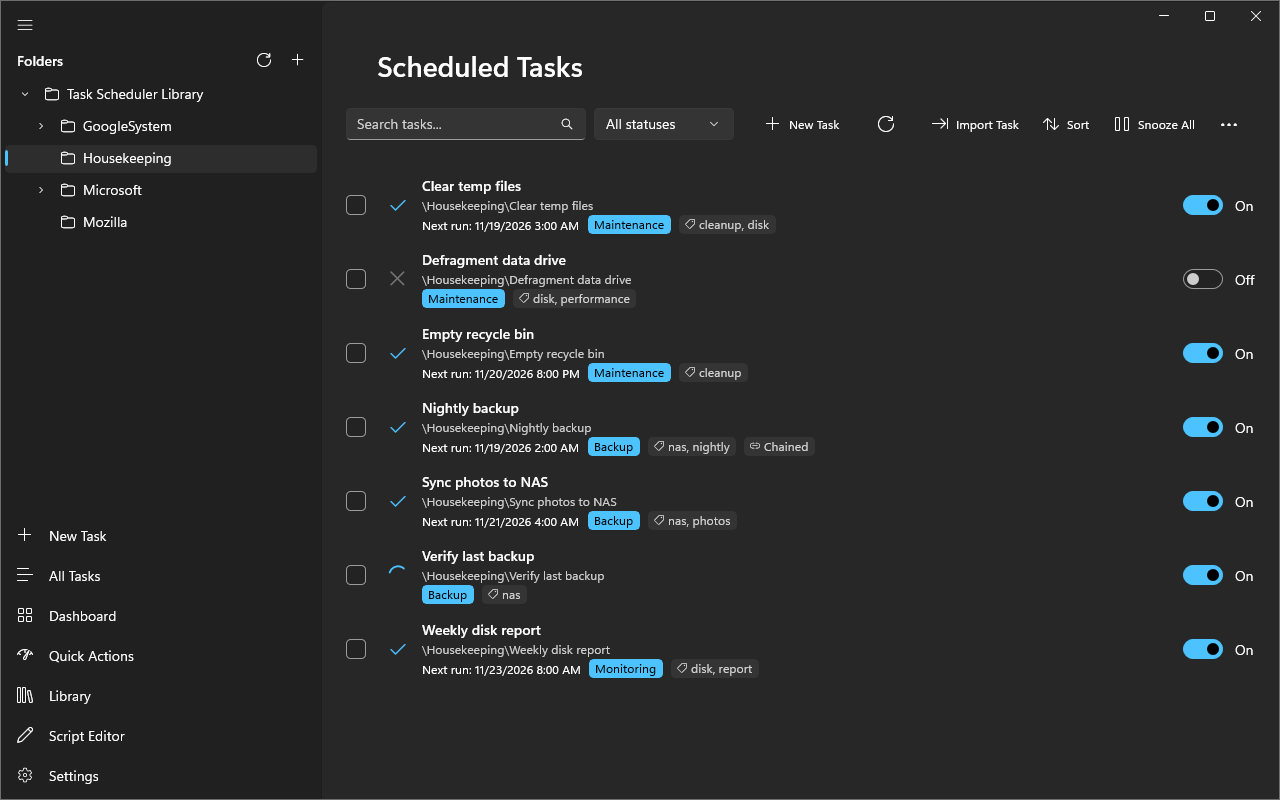 Folders
Task Scheduler Library
GoogleSystem
Housekeeping
Microsoft
Mozilla
New Task
All Tasks
Dashboard
Quick Actions
Library
Script Editor
Settings
Scheduled Tasks
Search tasks...
All statuses
New Task
Import Task
Sort
Snooze All
Clear temp files
\Housekeeping\Clear temp files
Next run: 11/19/2026 3:00 AM Maintenance cleanup, disk
On
Defragment data drive
\Housekeeping\Defragment data drive
Maintenance disk, performance
Off
Empty recycle bin
\Housekeeping\Empty recycle bin
Next run: 11/20/2026 8:00 PM Maintenance cleanup
On
Nightly backup
\Housekeeping\Nightly backup
Next run: 11/19/2026 2:00 AM Backup nas, nightly Chained
On
Sync photos to NAS
\Housekeeping\Sync photos to NAS
Next run: 11/21/2026 4:00 AM Backup nas, photos
On
Verify last backup
\Housekeeping\Verify last backup
Backup nas
On
Weekly disk report
\Housekeeping\Weekly disk report
Next run: 11/23/2026 8:00 AM Monitoring disk, report
On